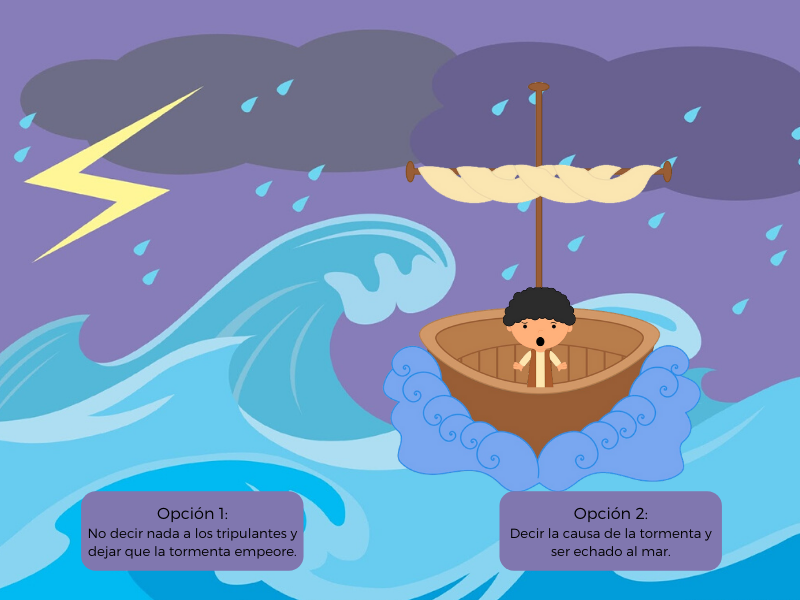 Opción 1:
No decir nada a los tripulantes y
dejar que la tormenta empeore.
Opción 2:
Decir la causa de la tormenta y
ser echado al mar.